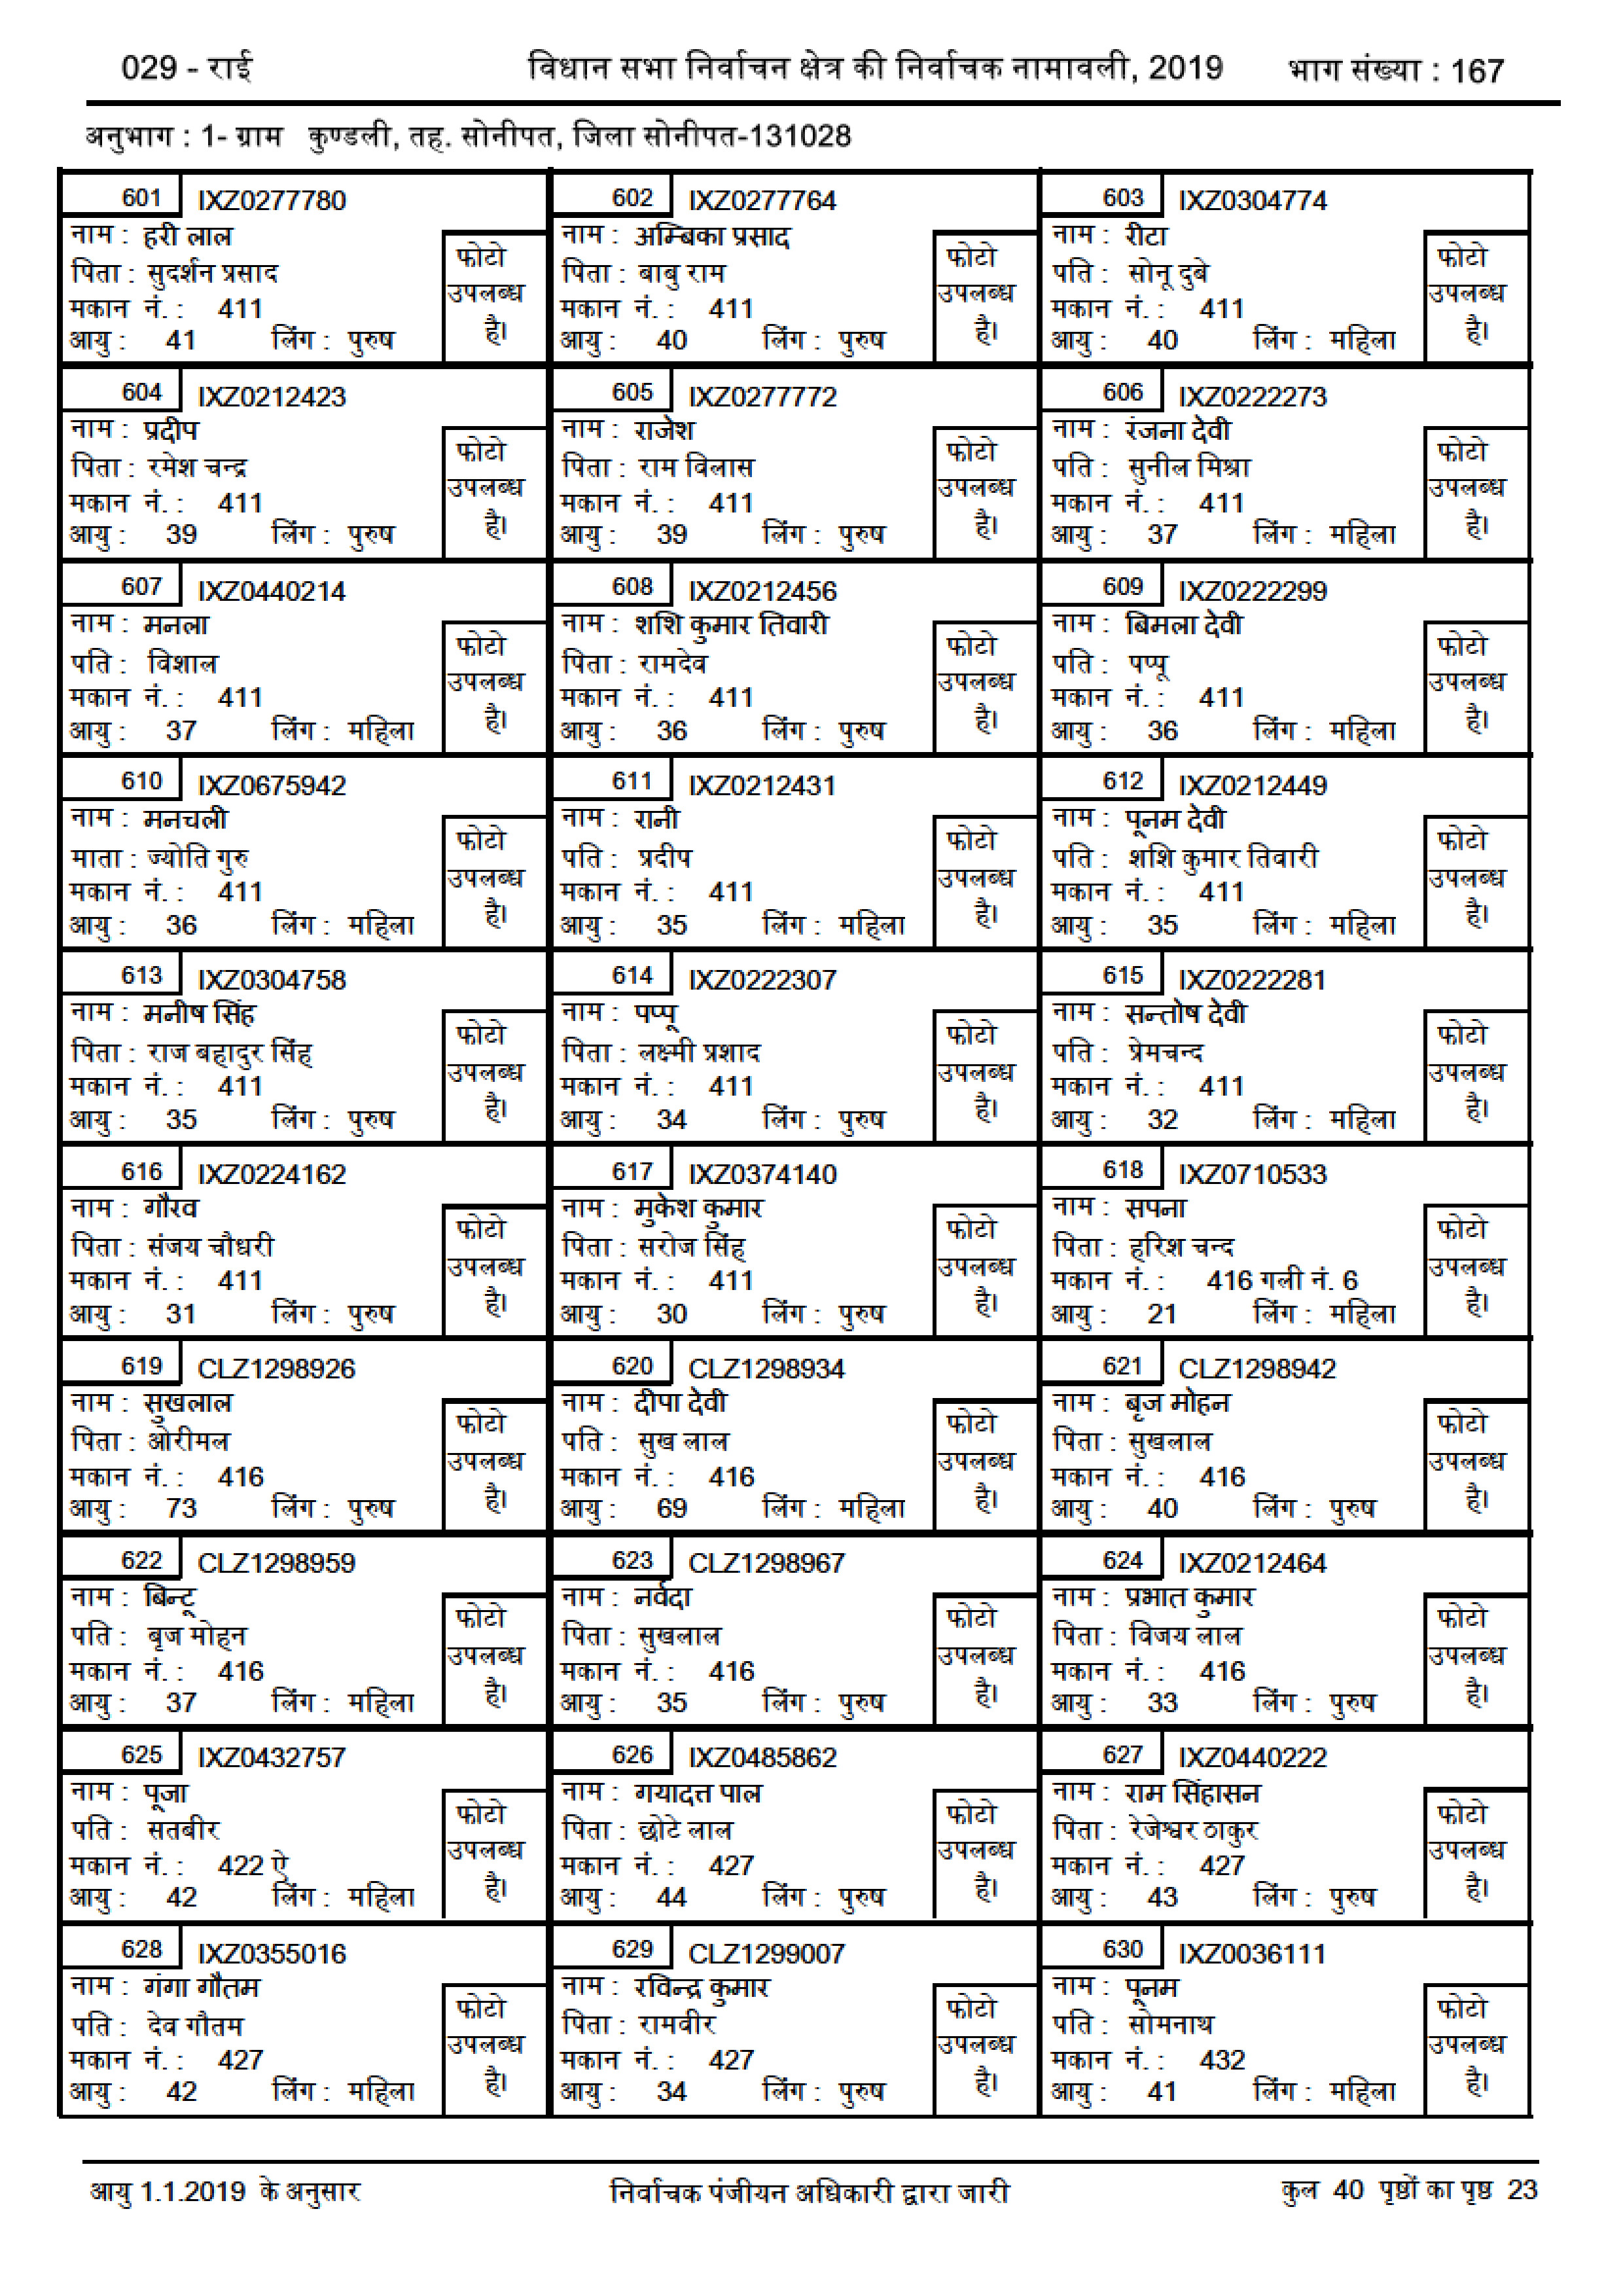 029 - राई विधान सभा निर्वाचन क्षेत्र की निर्वाचक नामावली, 2019 भाग संख्या : 167
अनुभाग : 1- ग्राम कुण्डली, तह. सोनीपत, जिला सोनीपत-131028
601 IXZ0277780
नाम : हरी लाल
पिता : सुदर्शन प्रसाद
मकान नं. : 411
आयु : 41 लिंग : पुरुष
फोटो उपलब्ध है।
602 IXZ0277764
नाम : अम्बिका प्रसाद
पिता : बाबु राम
मकान नं. : 411
आयु : 40 लिंग : पुरुष
फोटो उपलब्ध है।
603 IXZ0304774
नाम : रीटा
पति : सोनू दुबे
मकान नं. : 411
आयु : 40 लिंग : महिला
फोटो उपलब्ध है।
604 IXZ0212423
नाम : प्रदीप
पिता : रमेश चन्द्र
मकान नं. : 411
आयु : 39 लिंग : पुरुष
फोटो उपलब्ध है।
605 IXZ0277772
नाम : राजेश
पिता : राम विलास
मकान नं. : 411
आयु : 39 लिंग : पुरुष
फोटो उपलब्ध है।
606 IXZ0222273
नाम : रंजना देवी
पति : सुनील मिश्रा
मकान नं. : 411
आयु : 37 लिंग : महिला
फोटो उपलब्ध है।
607 IXZ0440214
नाम : मनला
पति : विशाल
मकान नं. : 411
आयु : 37 लिंग : महिला
फोटो उपलब्ध है।
608 IXZ0212456
नाम : शशि कुमार तिवारी
पिता : रामदेव
मकान नं. : 411
आयु : 36 लिंग : पुरुष
फोटो उपलब्ध है।
609 IXZ0222299
नाम : बिमला देवी
पति : पप्पू
मकान नं. : 411
आयु : 36 लिंग : महिला
फोटो उपलब्ध है।
610 IXZ0675942
नाम : मनचली
माता : ज्योति गुरु
मकान नं. : 411
आयु : 36 लिंग : महिला
फोटो उपलब्ध है।
611 IXZ0212431
नाम : रानी
पति : प्रदीप
मकान नं. : 411
आयु : 35 लिंग : महिला
फोटो उपलब्ध है।
612 IXZ0212449
नाम : पूनम देवी
पति : शशि कुमार तिवारी
मकान नं. : 411
आयु : 35 लिंग : महिला
फोटो उपलब्ध है।
613 IXZ0304758
नाम : मनीष सिंह
पिता : राज बहादुर सिंह
मकान नं. : 411
आयु : 35 लिंग : पुरुष
फोटो उपलब्ध है।
614 IXZ0222307
नाम : पप्पू
पिता : लक्ष्मी प्रशाद
मकान नं. : 411
आयु : 34 लिंग : पुरुष
फोटो उपलब्ध है।
615 IXZ0222281
नाम : सन्तोष देवी
पति : प्रेमचन्द
मकान नं. : 411
आयु : 32 लिंग : महिला
फोटो उपलब्ध है।
616 IXZ0224162
नाम : गौरव
पिता : संजय चौधरी
मकान नं. : 411
आयु : 31 लिंग : पुरुष
फोटो उपलब्ध है।
617 IXZ0374140
नाम : मुकेश कुमार
पिता : सरोज सिंह
मकान नं. : 411
आयु : 30 लिंग : पुरुष
फोटो उपलब्ध है।
618 IXZ0710533
नाम : सपना
पिता : हरिश चन्द
मकान नं. : 416 गली नं. 6
आयु : 21 लिंग : महिला
फोटो उपलब्ध है।
619 CLZ1298926
नाम : सुखलाल
पिता : ओरीमल
मकान नं. : 416
आयु : 73 लिंग : पुरुष
फोटो उपलब्ध है।
620 CLZ1298934
नाम : दीपा देवी
पति : सुख लाल
मकान नं. : 416
आयु : 69 लिंग : महिला
फोटो उपलब्ध है।
621 CLZ1298942
नाम : बृज मोहन
पिता : सुखलाल
मकान नं. : 416
आयु : 40 लिंग : पुरुष
फोटो उपलब्ध है।
622 CLZ1298959
नाम : बिन्टू
पति : बृज मोहन
मकान नं. : 416
आयु : 37 लिंग : महिला
फोटो उपलब्ध है।
623 CLZ1298967
नाम : नर्वदा
पिता : सुखलाल
मकान नं. : 416
आयु : 35 लिंग : पुरुष
फोटो उपलब्ध है।
624 IXZ0212464
नाम : प्रभात कुमार
पिता : विजय लाल
मकान नं. : 416
आयु : 33 लिंग : पुरुष
फोटो उपलब्ध है।
625 IXZ0432757
नाम : पूजा
पति : सतबीर
मकान नं. : 422 ऐ
आयु : 42 लिंग : महिला
फोटो उपलब्ध है।
626 IXZ0485862
नाम : गयादत्त पाल
पिता : छोटे लाल
मकान नं. : 427
आयु : 44 लिंग : पुरुष
फोटो उपलब्ध है।
627 IXZ0440222
नाम : राम सिंहासन
पिता : रेजेश्वर ठाकुर
मकान नं. : 427
आयु : 43 लिंग : पुरुष
फोटो उपलब्ध है।
628 IXZ0355016
नाम : गंगा गौतम
पति : देव गौतम
मकान नं. : 427
आयु : 42 लिंग : महिला
फोटो उपलब्ध है।
629 CLZ1299007
नाम : रविन्द्र कुमार
पिता : रामवीर
मकान नं. : 427
आयु : 34 लिंग : पुरुष
फोटो उपलब्ध है।
630 IXZ0036111
नाम : पूनम
पति : सोमनाथ
मकान नं. : 432
आयु : 41 लिंग : महिला
फोटो उपलब्ध है।
आयु 1.1.2019 के अनुसार निर्वाचक पंजीयन अधिकारी द्वारा जारी कुल 40 पृष्ठों का पृष्ठ 23